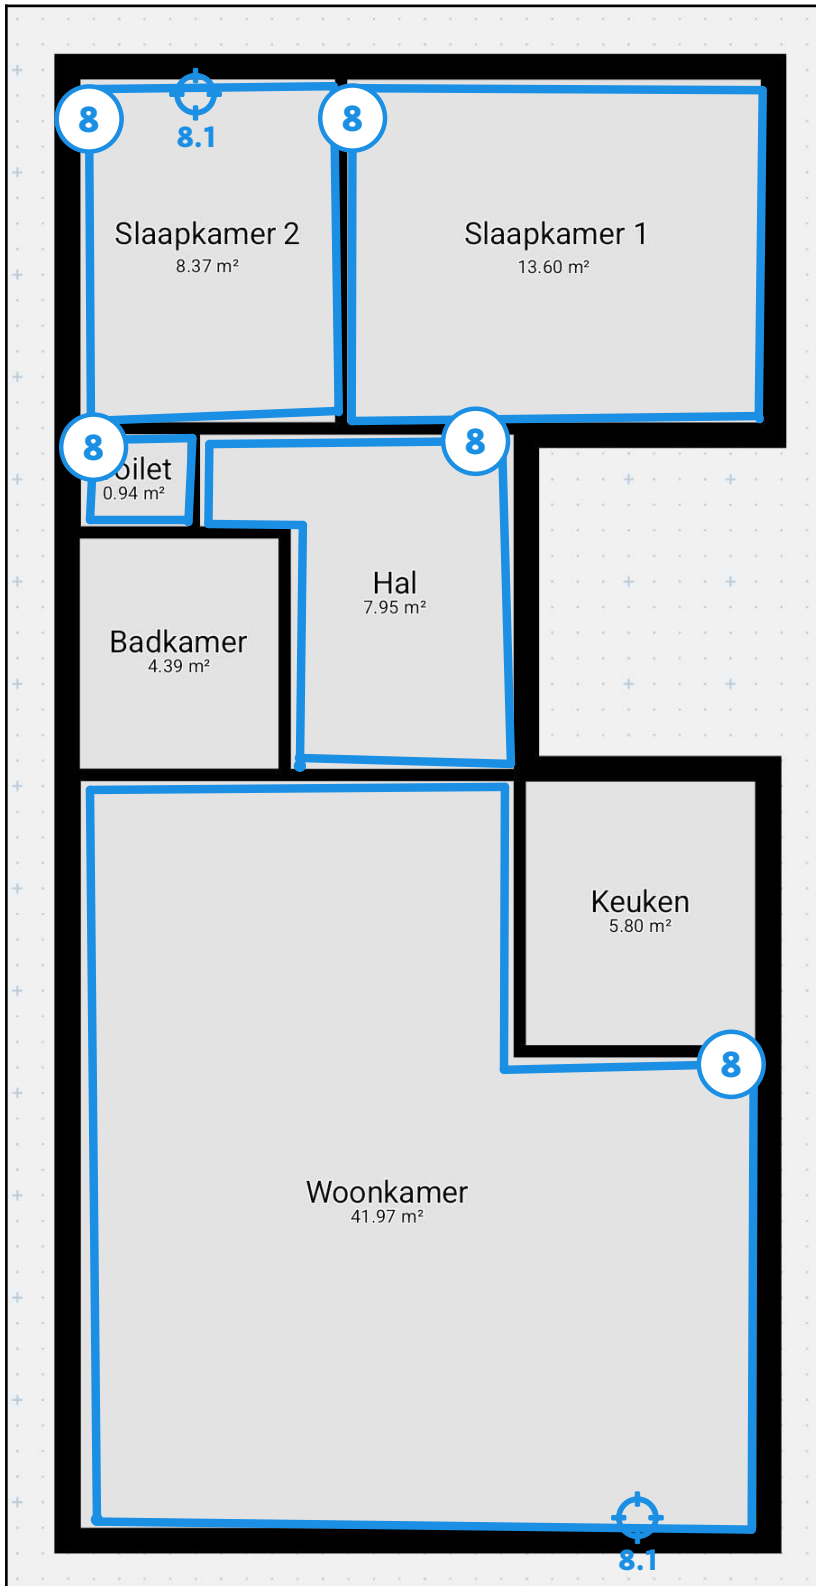 8
8
8.1
Slaapkamer 2
8.37 m²
Slaapkamer 1
13.60 m²
8
8
oilet
0.94 m²
Hal
7.95 m²
Badkamer
4.39 m²
Keuken
5.80 m²
8
Woonkamer
41.97 m²
8.1